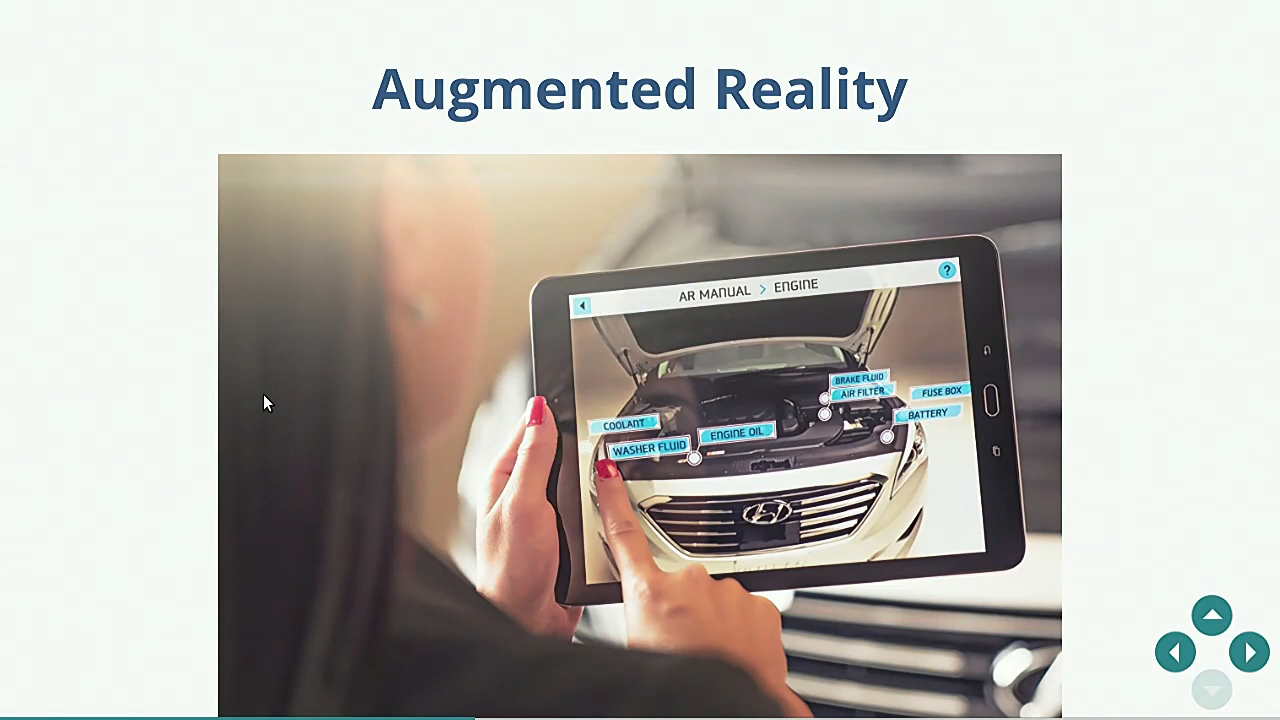 Augmented Reality
AR MANUAL > ENGINE
?
BRAKE FLUID
AIR FILTER
FUSE BOX
BATTERY
COOLANT
ENGINE OIL
WASHER FLUID